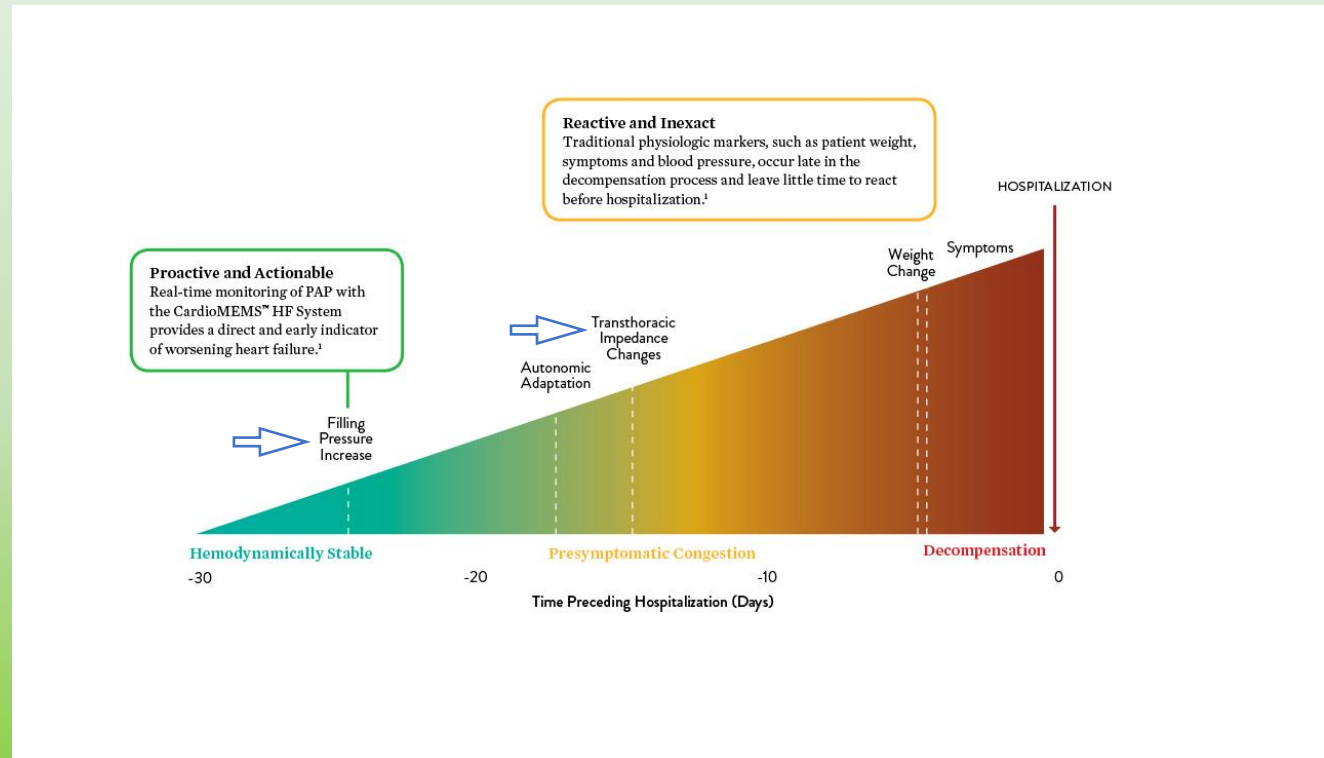 Reactive and Inexact
Traditional physiologic markers, such as patient weight,
symptoms and blood pressure, occur late in the
decompensation process and leave little time to react
before hospitalization.¹
HOSPITALIZATION
Proactive and Actionable
Real-time monitoring of PAP with
the CardioMEMS™ HF System
provides a direct and early indicator
of worsening heart failure.¹
Filling
Pressure
Increase
Autonomic
Adaptation
Transthoracic
Impedance
Changes
Weight
Change
Symptoms
Hemodynamically Stable
Presymptomatic Congestion
Decompensation
-30
-20
-10
0
Time Preceding Hospitalization (Days)